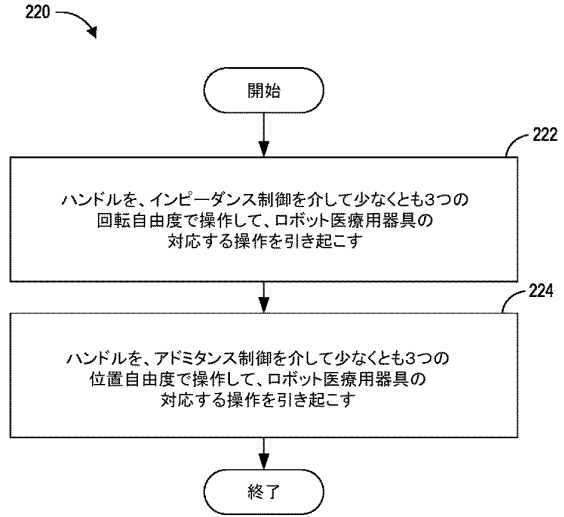 220
開始
222
ハンドルを、インピーダンス制御を介して少なくとも3つの
回転自由度で操作して、ロボット医療用器具の
対応する操作を引き起こす
224
ハンドルを、アドミタンス制御を介して少なくとも3つの
位置自由度で操作して、ロボット医療用器具の
対応する操作を引き起こす
終了